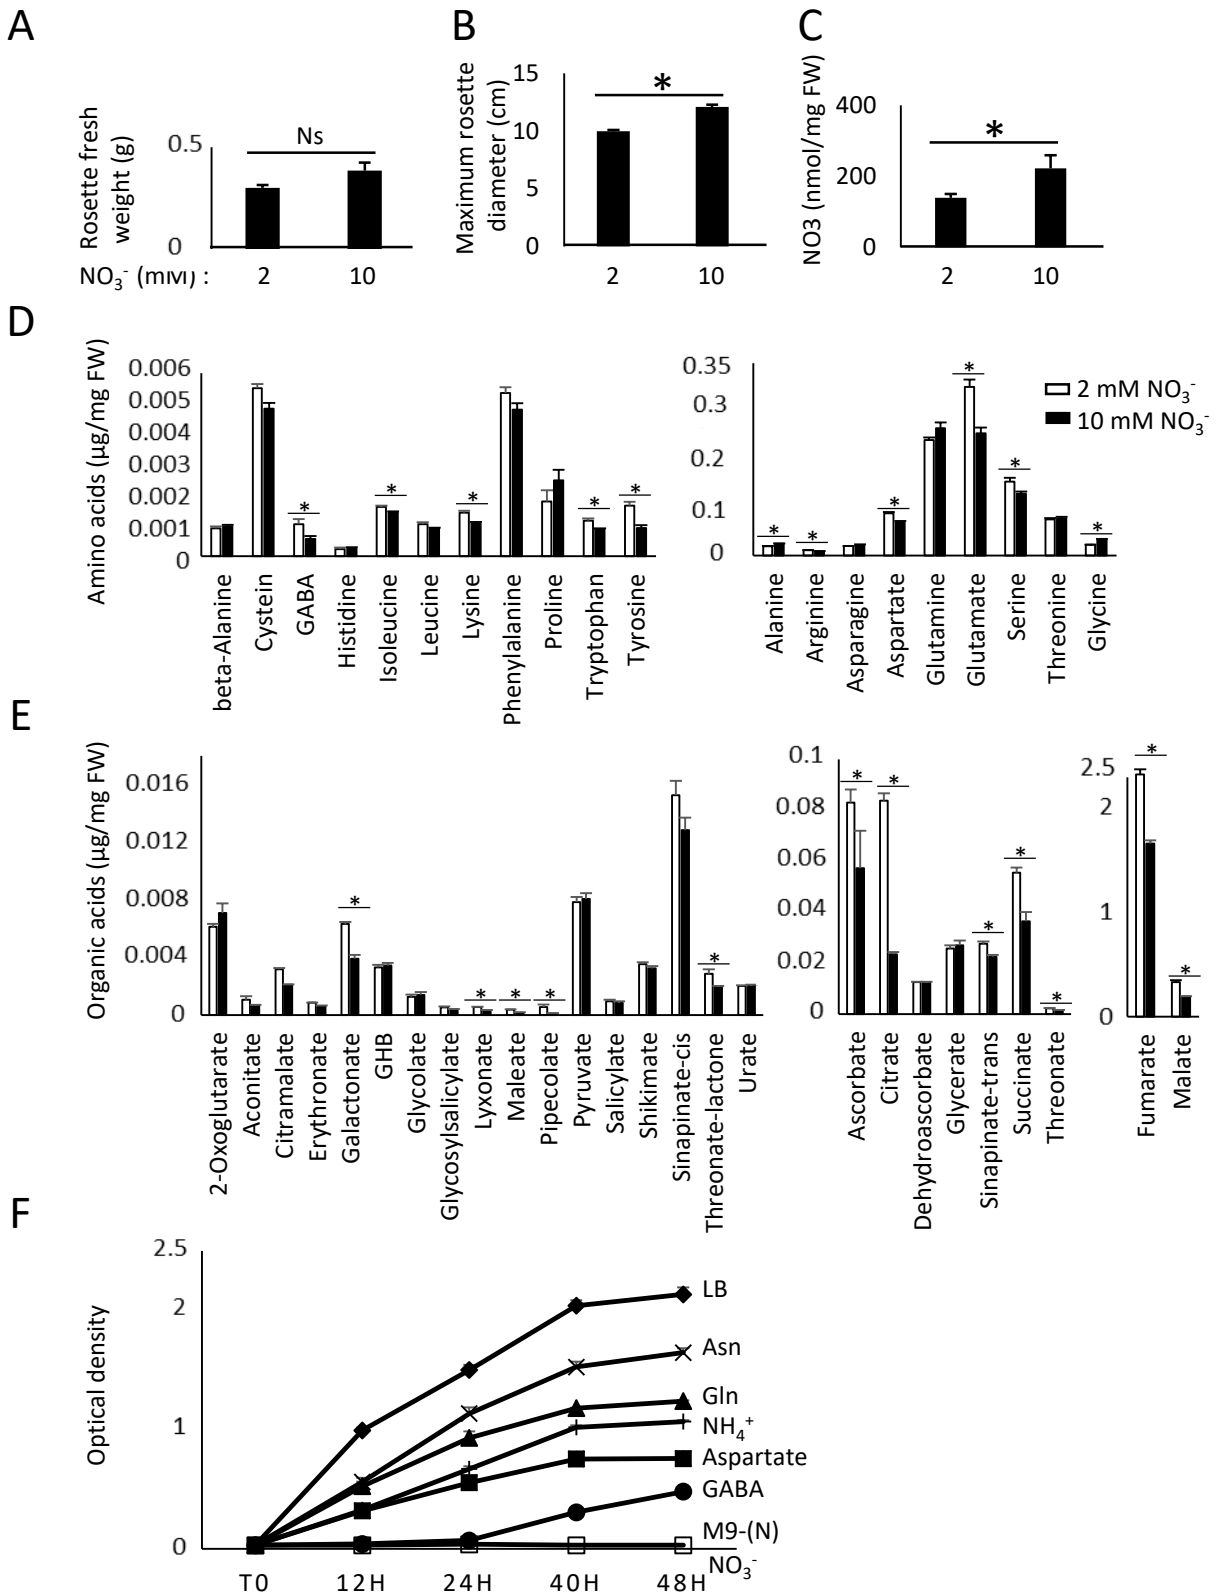 A
B
C
Rosette fresh
weight (g)
0.5
0
Ns
NO3- (mM) :
2
10
Maximum rosette
diameter (cm)
15
10
5
0
*
2
10
NO3 (nmol/mg FW)
400
200
0
*
2
10
D
Amino acids (µg/mg FW)
0.006
0.005
0.004
0.003
0.002
0.001
0
* * * * *
beta-Alanine
Cystein
GABA
Histidine
Isoleucine
Leucine
Lysine
Phenylalanine
Proline
Tryptophan
Tyrosine
0.35
0.3
0.2
0.1
0
* * * * * *
Alanine
Arginine
Asparagine
Aspartate
Glutamine
Glutamate
Serine
Threonine
Glycine
2 mM NO3-
10 mM NO3-
E
Organic acids (µg/mg FW)
0.016
0.012
0.008
0.004
0
* * * * *
2-Oxoglutarate
Aconitate
Citramalate
Erythronate
Galactonate
GHB
Glycolate
Glycosylsalicylate
Lyxonate
Maleate
Pipecolate
Pyruvate
Salicylate
Shikimate
Sinapinate-cis
Threonate-lactone
Urate
0.1
0.08
0.06
0.04
0.02
0
* * * * *
Ascorbate
Citrate
Dehydroascorbate
Glycerate
Sinapinate-trans
Succinate
Threonate
2.5
2
1
0
* *
Fumarate
Malate
F
Optical density
2.5
2
1
0
LB
Asn
Gln
NH4+
Aspartate
GABA
M9-(N)
NO3-
T0
12H
24H
40H
48H